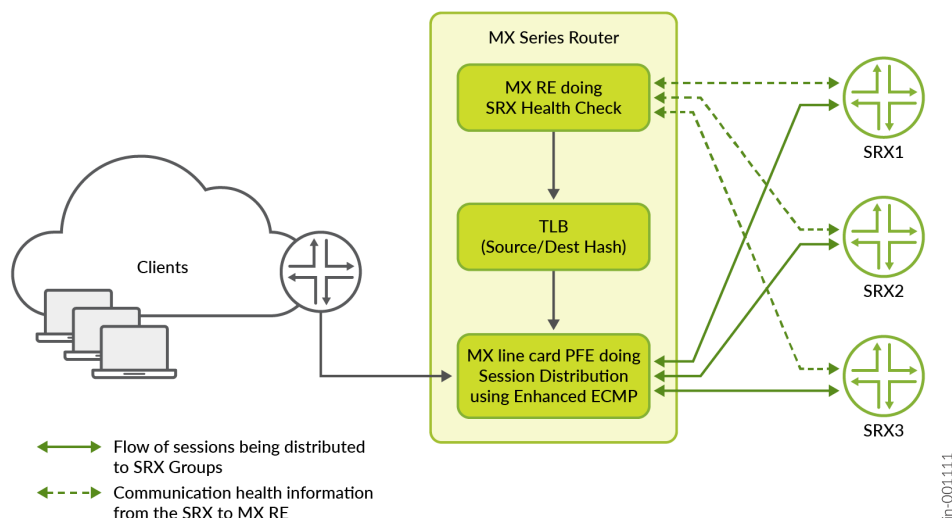 MX Series Router
MX RE doing
SRX Health Check
SRX1
TLB
(Source/Dest Hash)
Clients
SRX2
MX line card PFE doing
Session Distribution
using Enhanced ECMP
SRX3
Flow of sessions being distributed
to SRX Groups
Communication health information
from the SRX to MX RE
jn-001111